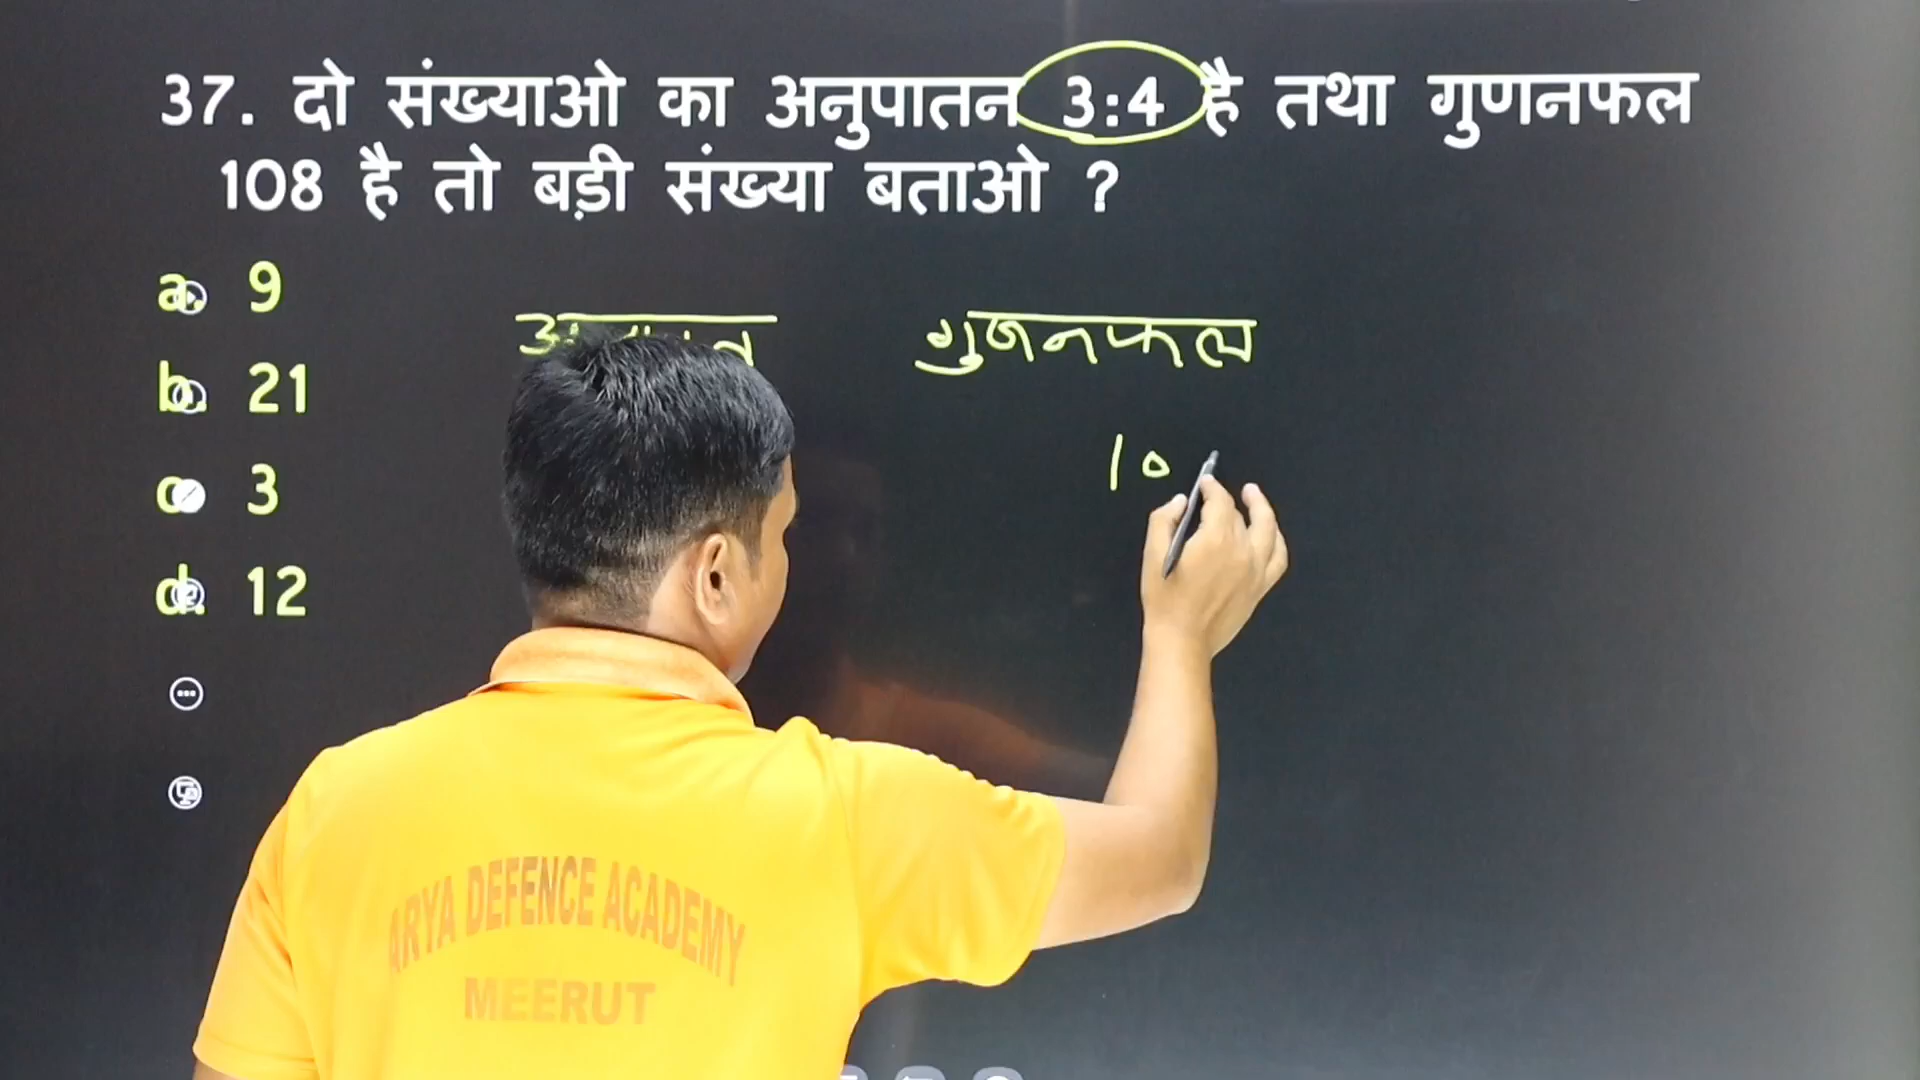 37. दो संख्याओ का अनुपातन 3:4 है तथा गुणनफल
108 है तो बड़ी संख्या बताओ ?
a. 9
b. 21
c. 3
d. 12
गुणनफल
10
ARYA DEFENCE ACADEMY
MEERUT